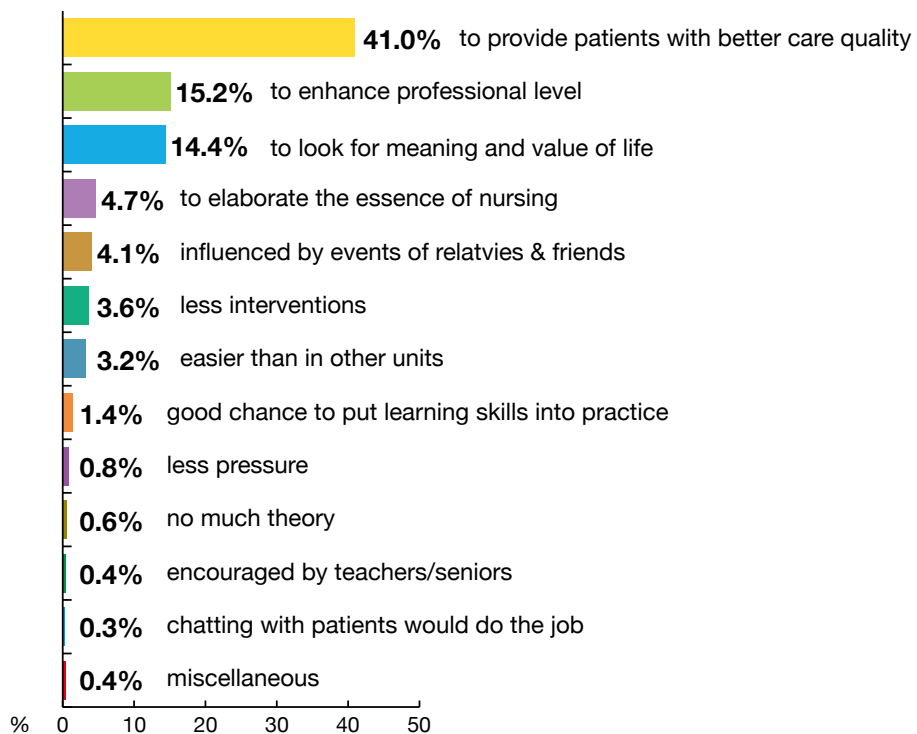 41.0% to provide patients with better care quality
15.2% to enhance professional level
14.4% to look for meaning and value of life
4.7% to elaborate the essence of nursing
4.1% influenced by events of relatvies & friends
3.6% less interventions
3.2% easier than in other units
1.4% good chance to put learning skills into practice
0.8% less pressure
0.6% no much theory
0.4% encouraged by teachers/seniors
0.3% chatting with patients would do the job
0.4% miscellaneous
% 0 10 20 30 40 50